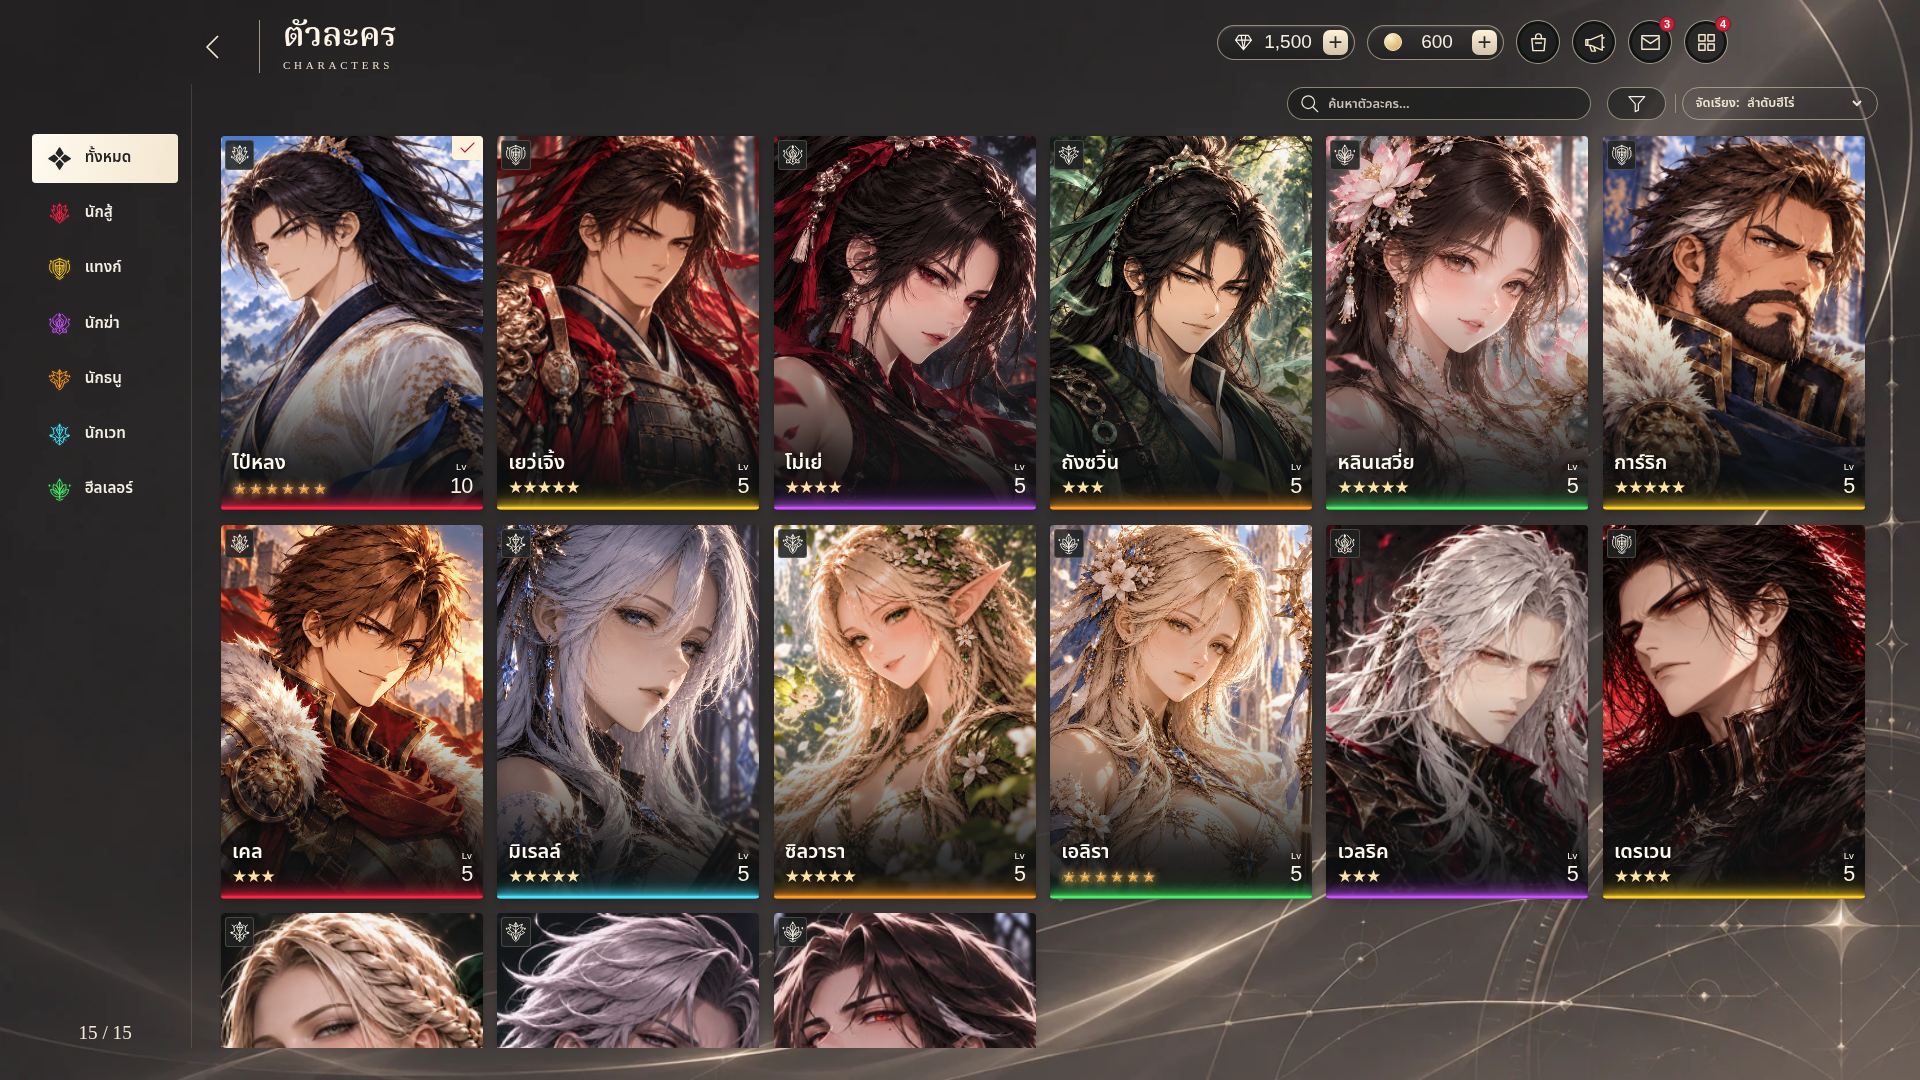 ตัวละคร
CHARACTERS
1,500
600
3
4
ค้นหาตัวละคร...
จัดเรียง: ลำดับฮีโร่
ทั้งหมด
นักสู้
แทงก์
นักฆ่า
นักธนู
นักเวท
ฮีลเลอร์
ไป๋หลง
Lv
10
เยว่เจิ้ง
Lv
5
โม่เย่
Lv
5
ถังซวิ่น
Lv
5
หลินเสวี่ย
Lv
5
การ์ริก
Lv
5
เคล
Lv
5
มิเรลล์
Lv
5
ซิลวารา
Lv
5
เอลิรา
Lv
5
เวลริค
Lv
5
เดรเวน
Lv
5
15 / 15